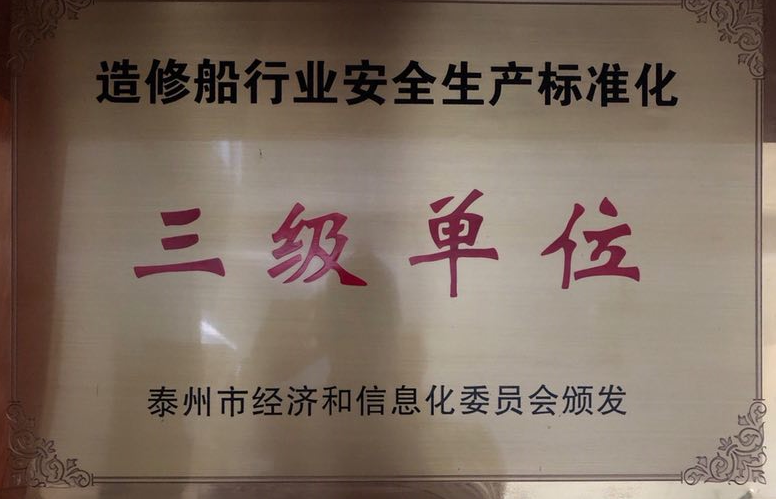 造修船行业安全生产标准化
三级单位
泰州市经济和信息化委员会颁发